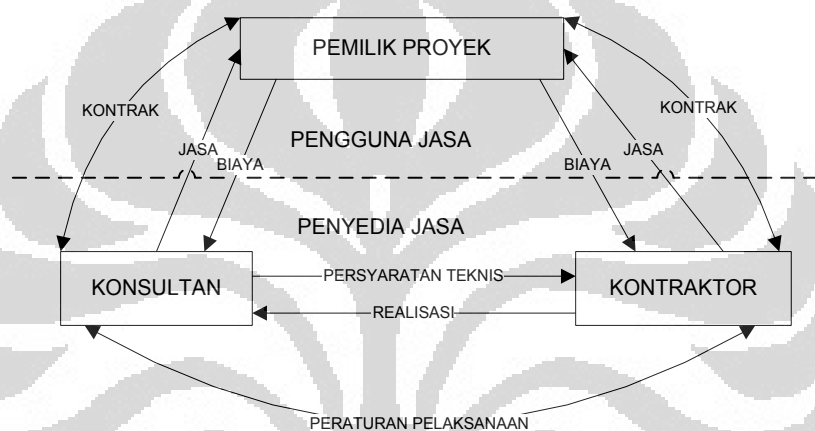 PEMILIK PROYEK
KONTRAK
KONTRAK
PENGGUNA JASA
JASA
BIAYA
BIAYA
JASA
PENYEDIA JASA
KONSULTAN
PERSYARATAN TEKNIS
KONTRAKTOR
REALISASI
PERATURAN PELAKSANAAN